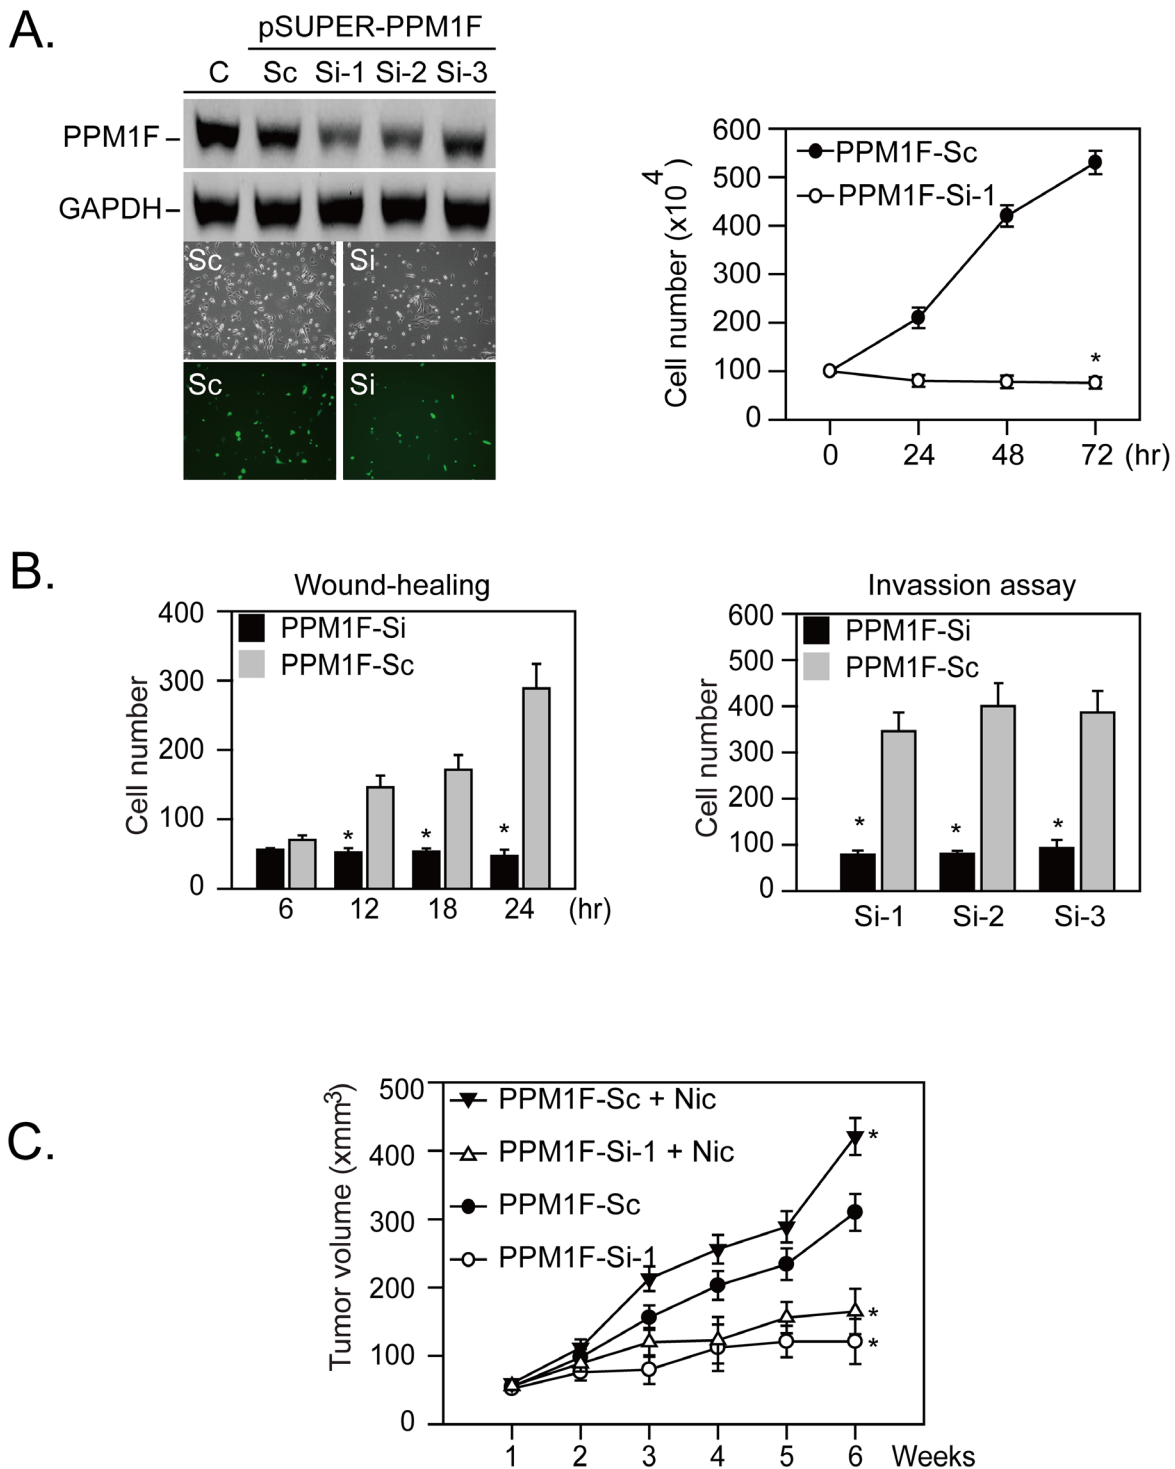 A.
pSUPER-PPM1F
C Sc Si-1 Si-2 Si-3
PPM1F
GAPDH
Sc Si
Sc Si
Cell number (x10 4 )
600
500
400
300
200
100
0
PPM1F-Sc
PPM1F-Si-1
*
0 24 48 72 (hr)
B.
Wound-healing
Cell number
400
300
200
100
0
PPM1F-Si
PPM1F-Sc
* * *
6 12 18 24 (hr)
Invassion assay
Cell number
600
500
400
300
200
100
0
PPM1F-Si
PPM1F-Sc
* * *
Si-1 Si-2 Si-3
C.
Tumor volume (xmm3)
500
400
300
200
100
0
PPM1F-Sc + Nic
PPM1F-Si-1 + Nic
PPM1F-Sc
PPM1F-Si-1
*
*
*
1 2 3 4 5 6 Weeks